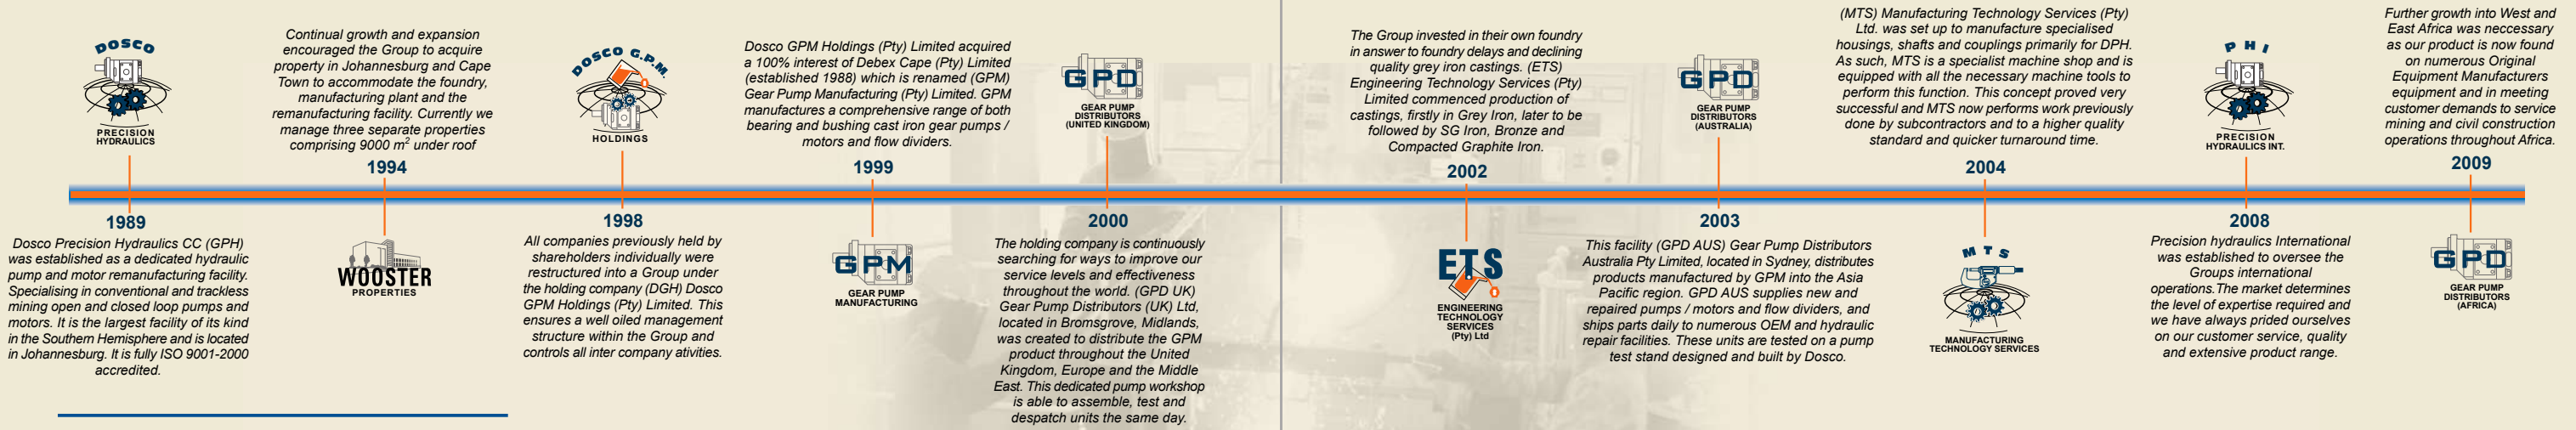 DOSCO
PRECISION
HYDRAULICS
1989
Dosco Precision Hydraulics CC (GPH)
was established as a dedicated hydraulic
pump and motor remanufacturing facility.
Specialising in conventional and trackless
mining open and closed loop pumps and
motors. It is the largest facility of its kind
in the Southern Hemisphere and is located
in Johannesburg. It is fully ISO 9001-2000
accredited.
Continual growth and expansion
encouraged the Group to acquire
property in Johannesburg and Cape
Town to accommodate the foundry,
manufacturing plant and the
remanufacturing facility. Currently we
manage three separate properties
comprising 9000 m² under roof
1994
WOOSTER
PROPERTIES
DOSCO G.P.M.
HOLDINGS
1998
All companies previously held by
shareholders individually were
restructured into a Group under
the holding company (DGH) Dosco
GPM Holdings (Pty) Limited. This
ensures a well oiled management
structure within the Group and
controls all inter company ativities.
Dosco GPM Holdings (Pty) Limited acquired
a 100% interest of Debex Cape (Pty) Limited
(established 1988) which is renamed (GPM)
Gear Pump Manufacturing (Pty) Limited. GPM
manufactures a comprehensive range of both
bearing and bushing cast iron gear pumps /
motors and flow dividers.
1999
GPM
GEAR PUMP
MANUFACTURING
GPD
GEAR PUMP
DISTRIBUTORS
(UNITED KINGDOM)
2000
The holding company is continuously
searching for ways to improve our
service levels and effectiveness
throughout the world. (GPD UK)
Gear Pump Distributors (UK) Ltd,
located in Bromsgrove, Midlands,
was created to distribute the GPM
product throughout the United
Kingdom, Europe and the Middle
East. This dedicated pump workshop
is able to assemble, test and
despatch units the same day.
The Group invested in their own foundry
in answer to foundry delays and declining
quality grey iron castings. (ETS)
Engineering Technology Services (Pty)
Limited commenced production of
castings, firstly in Grey Iron, later to be
followed by SG Iron, Bronze and
Compacted Graphite Iron.
2002
ETS
ENGINEERING
TECHNOLOGY
SERVICES
(Pty) Ltd
GPD
GEAR PUMP
DISTRIBUTORS
(AUSTRALIA)
2003
This facility (GPD AUS) Gear Pump Distributors
Australia Pty Limited, located in Sydney, distributes
products manufactured by GPM into the Asia
Pacific region. GPD AUS supplies new and
repaired pumps / motors and flow dividers, and
ships parts daily to numerous OEM and hydraulic
repair facilities. These units are tested on a pump
test stand designed and built by Dosco.
(MTS) Manufacturing Technology Services (Pty)
Ltd. was set up to manufacture specialised
housings, shafts and couplings primarily for DPH.
As such, MTS is a specialist machine shop and is
equipped with all the necessary machine tools to
perform this function. This concept proved very
successful and MTS now performs work previously
done by subcontractors and to a higher quality
standard and quicker turnaround time.
2004
MTS
MANUFACTURING
TECHNOLOGY SERVICES
PHI
PRECISION
HYDRAULICS INT.
2008
Precision hydraulics International
was established to oversee the
Groups international
operations.The market determines
the level of expertise required and
we have always prided ourselves
on our customer service, quality
and extensive product range.
Further growth into West and
East Africa was neccessary
as our product is now found
on numerous Original
Equipment Manufacturers
equipment and in meeting
customer demands to service
mining and civil construction
operations throughout Africa.
2009
GPD
GEAR PUMP
DISTRIBUTORS
(AFRICA)